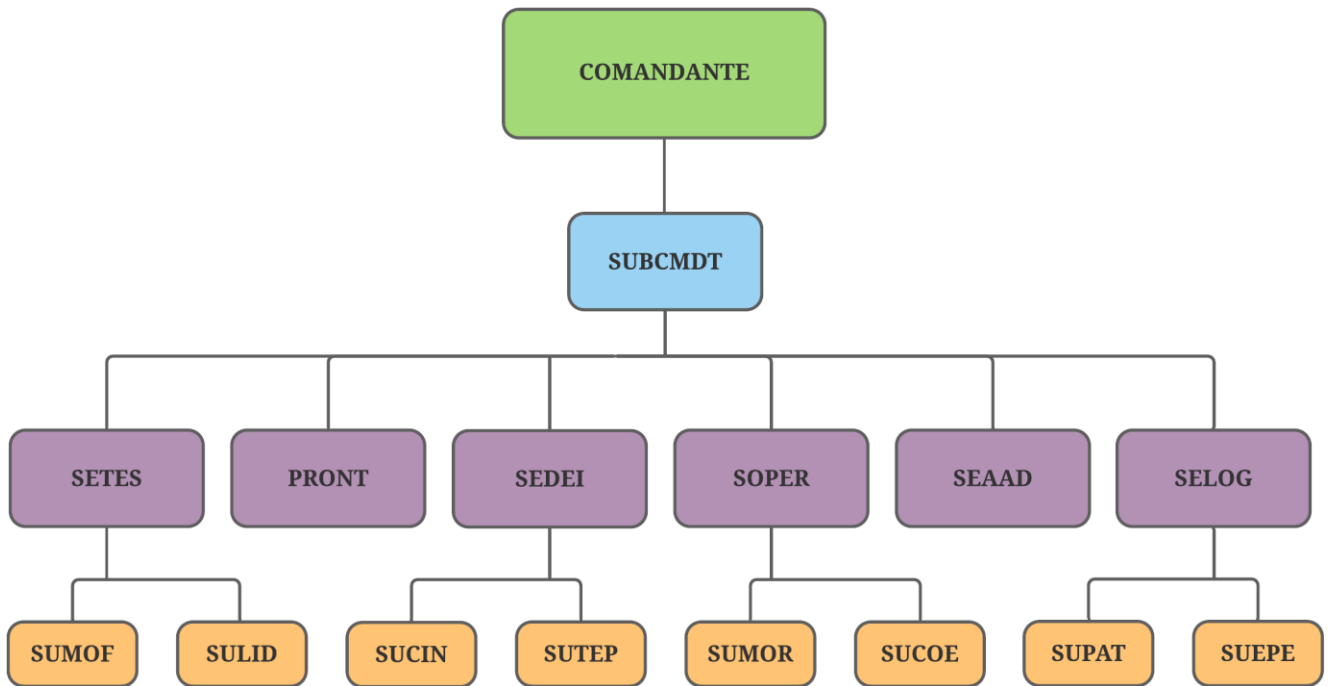 COMANDANTE
SUBCMDT
SETES
PRONT
SEDEI
SOPER
SEAAD
SELOG
SUMOF
SULID
SUCIN
SUTEP
SUMOR
SUCOE
SUPAT
SUEPE